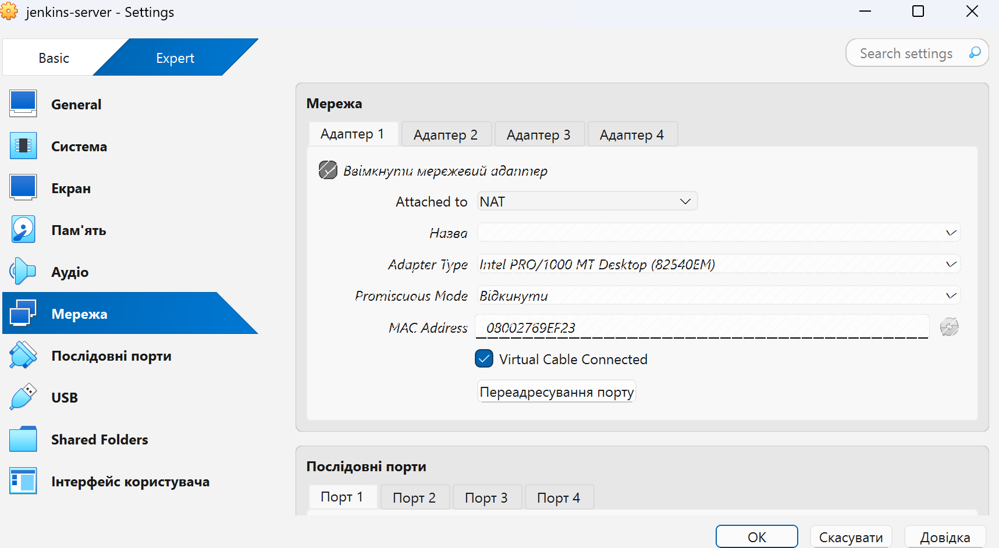 jenkins-server - Settings
Basic
Expert
Search settings
General
Система
Екран
Пам'ять
Аудіо
Мережа
Послідовні порти
USB
Shared Folders
Інтерфейс користувача
Мережа
Адаптер 1
Адаптер 2
Адаптер 3
Адаптер 4
Ввімкнути мережевий адаптер
Attached to NAT
Назва
Adapter Type Intel PRO/1000 MT Desktop (82540EM)
Promiscuous Mode Відкинути
MAC Address 08002769EF23
Virtual Cable Connected
Переадресування порту
Послідовні порти
Порт 1
Порт 2
Порт 3
Порт 4
OK
Скасувати
Довідка